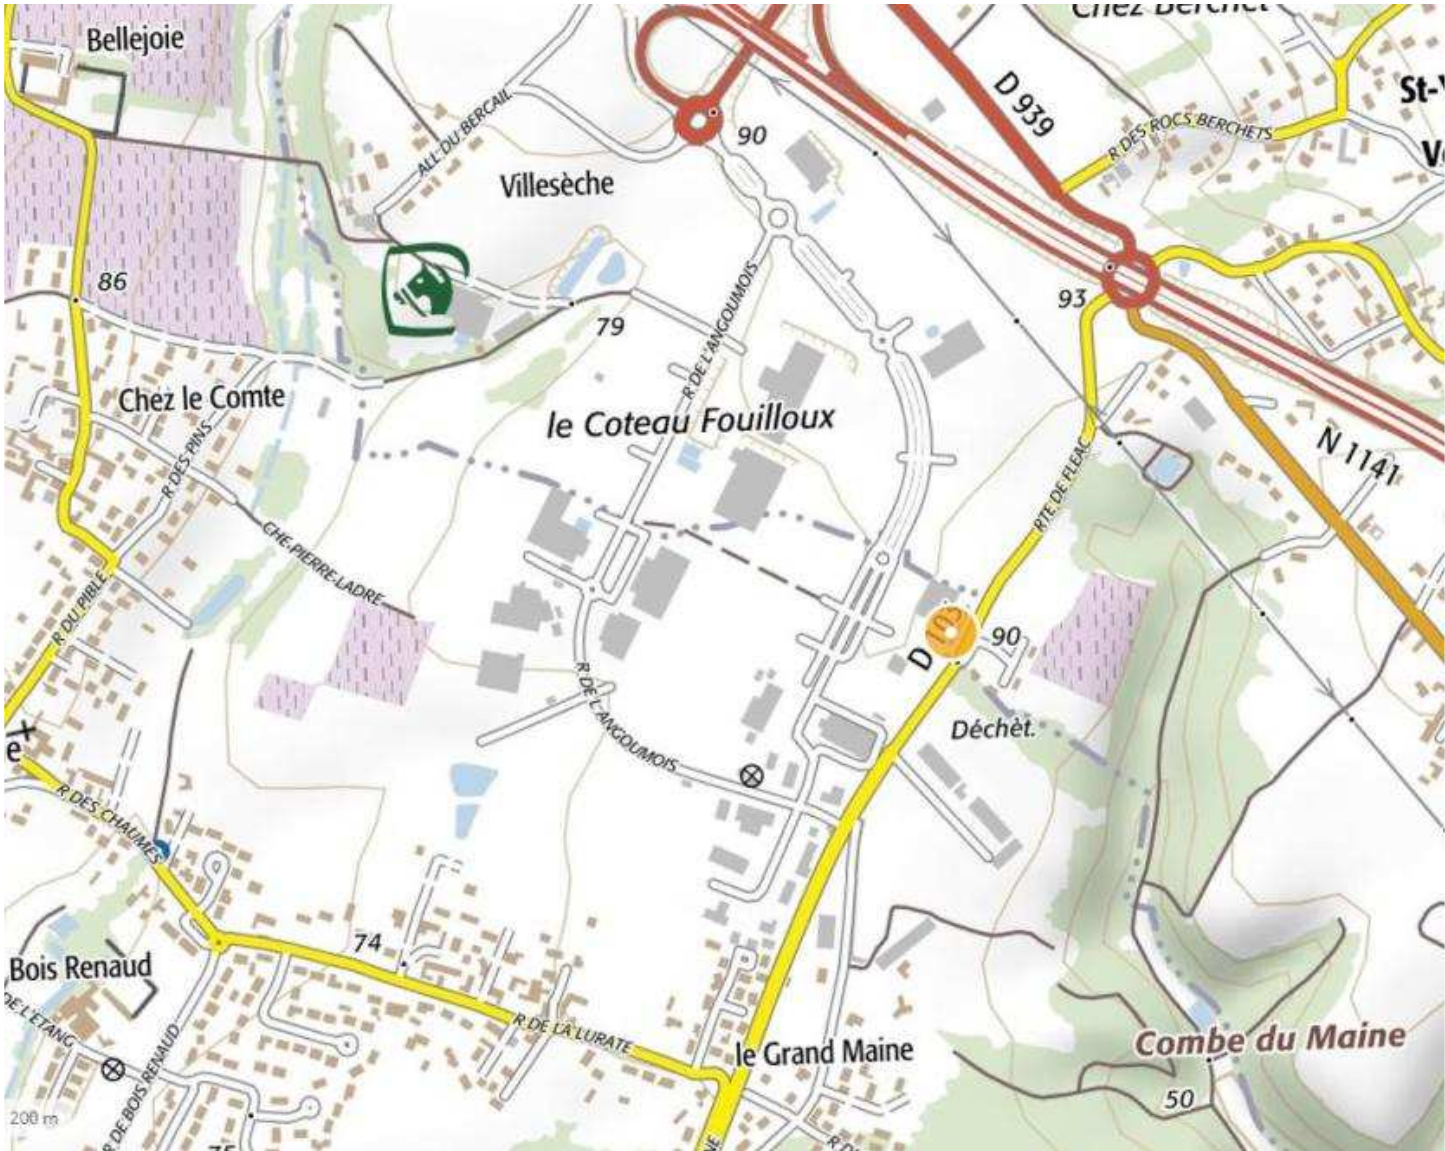 Bellejoie
Chez Berchet
ALL DU BERCAIL
90
D 939
R DES ROCS BERCHETS
St-
Villesèche
86
79
93
R DE L'ANGOUMOIS
Chez le Comte
le Coteau Fouilloux
R DES PINS
N 1141
RTE DE FLEAC
CHE PIERRE LADRE
R DU PIBLE
D 103
90
R DE L'ANGOUMOIS
Déchèt.
e
R DES CHAUMES
74
Bois Renaud
DE L'ETANG
R DE LA LURATE
R DE BOIS RENAUD
le Grand Maine
Combe du Maine
50
200 m
75